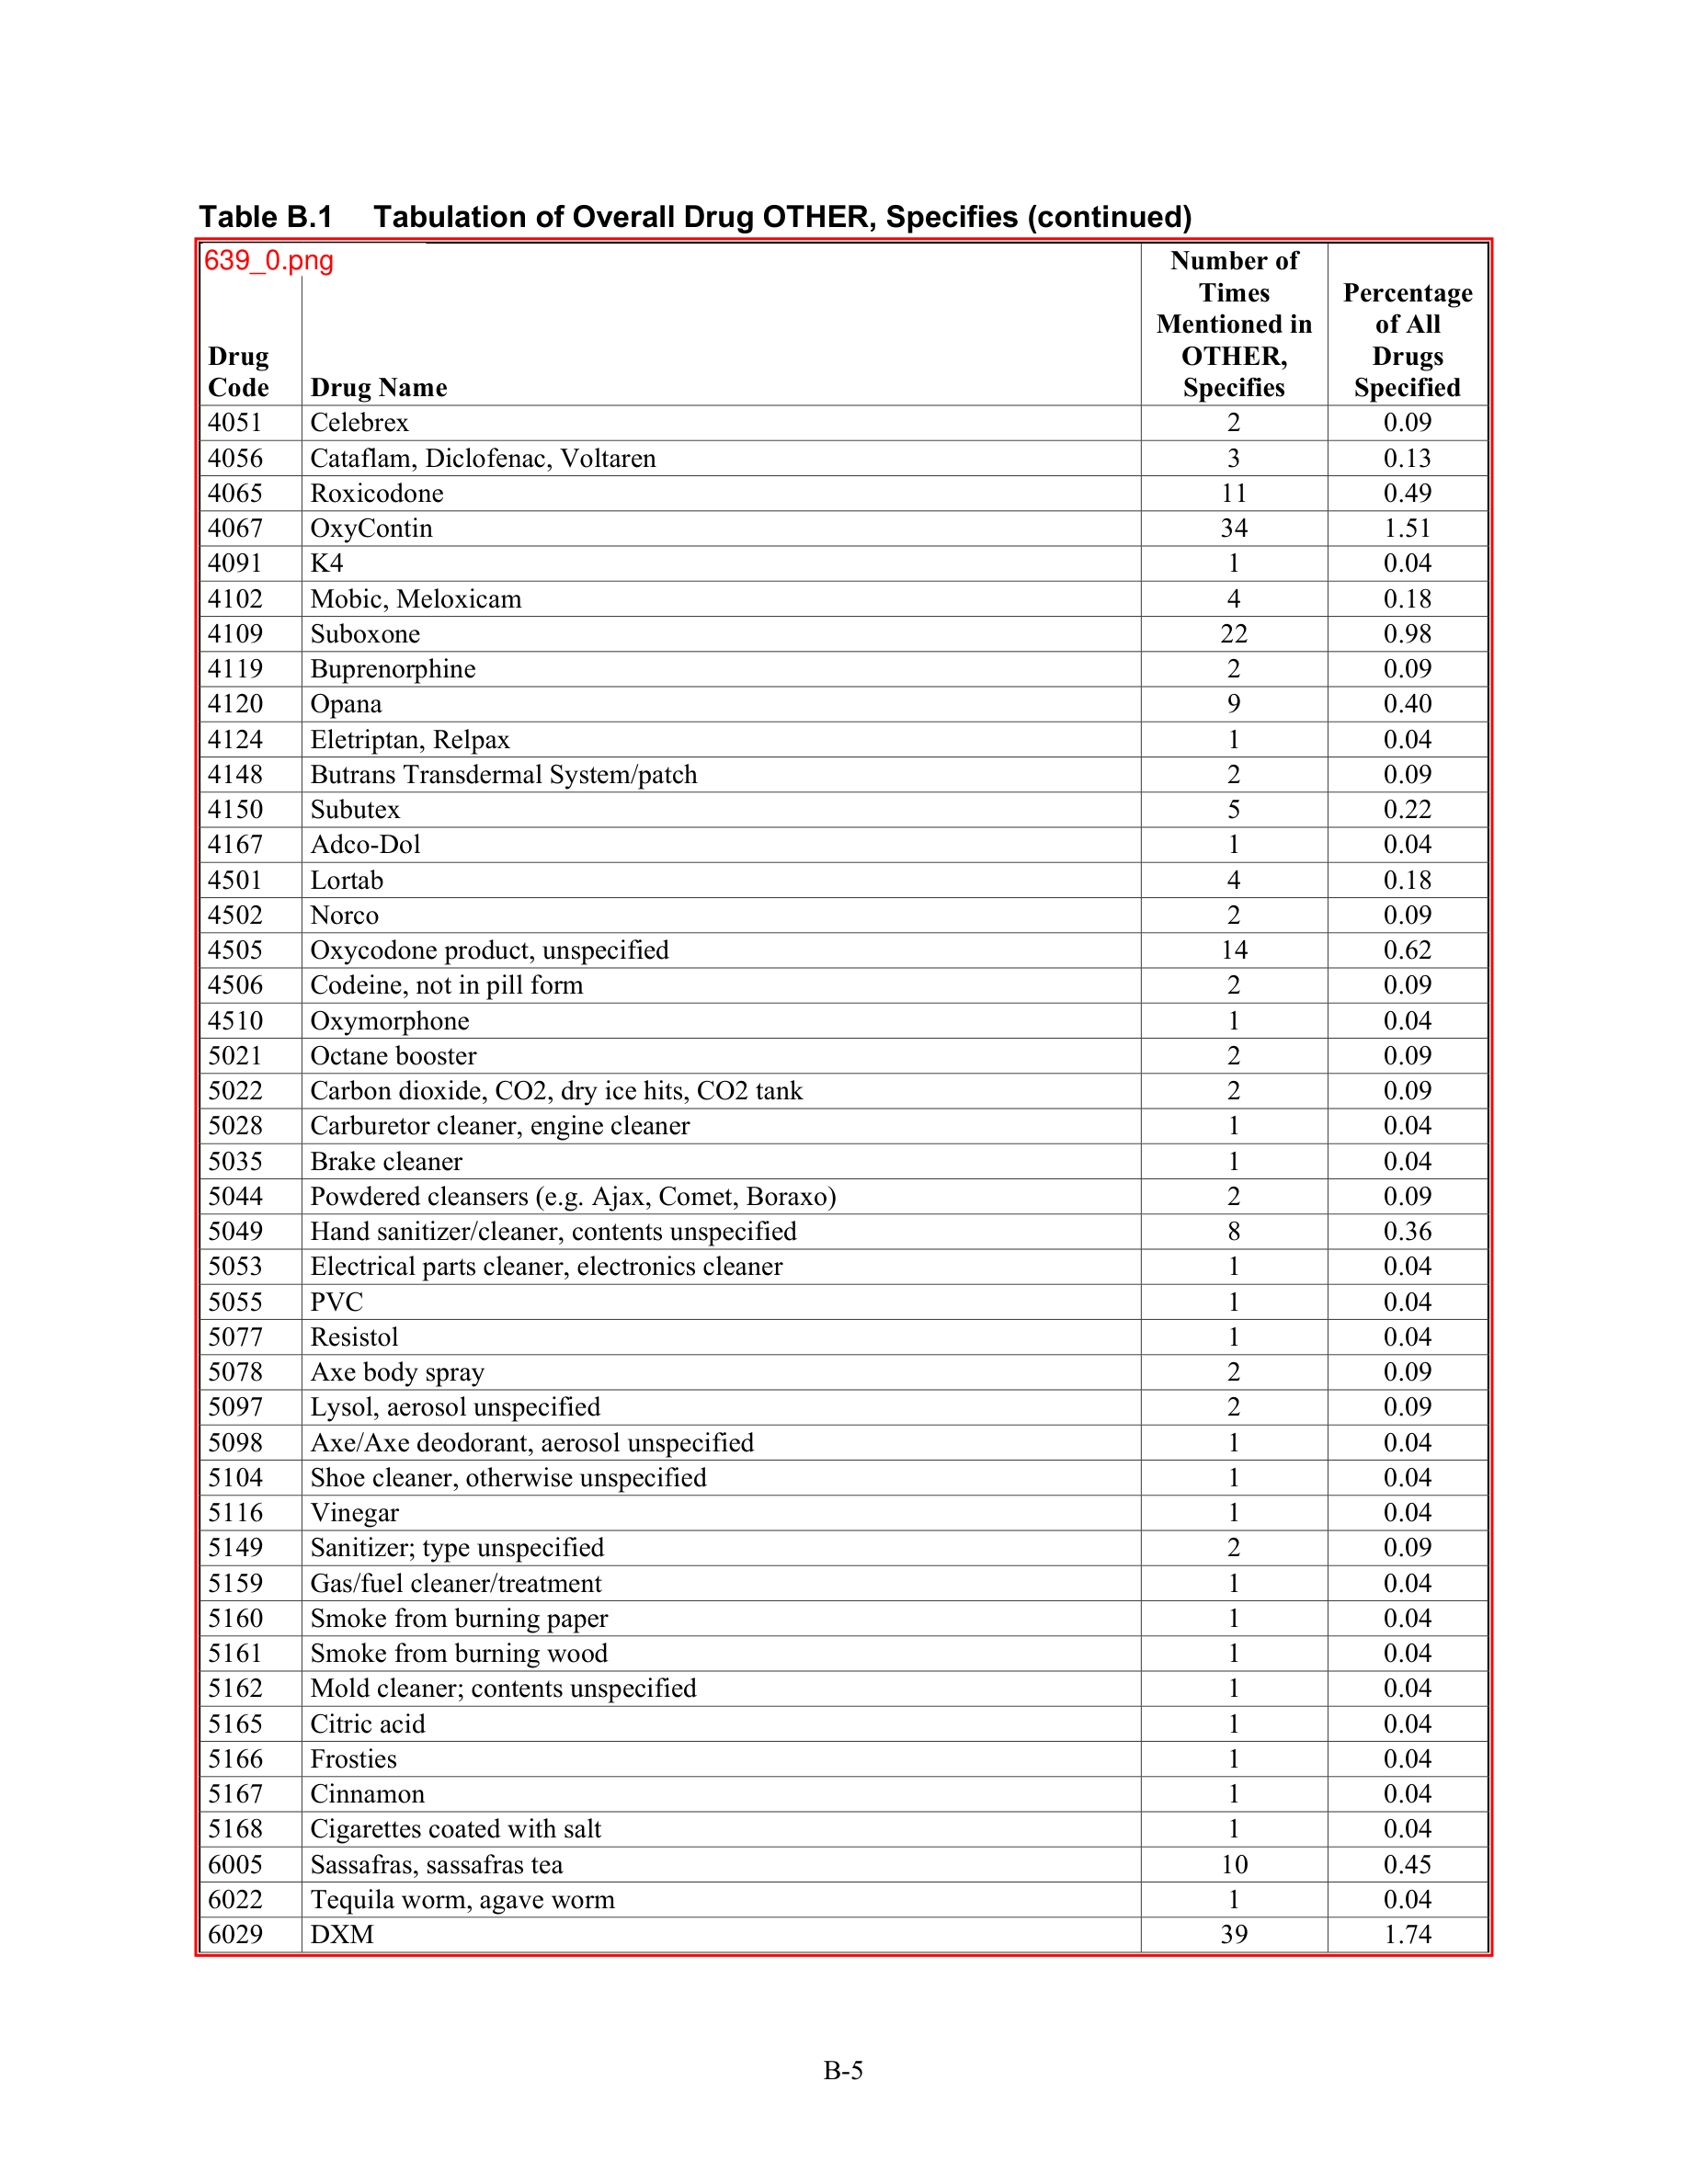 Table B.1 Tabulation of Overall Drug OTHER, Specifies (continued)
639_0.png
Drug Code Drug Name Number of Times Mentioned in OTHER, Specifies Percentage of All Drugs Specified
4051 Celebrex 2 0.09
4056 Cataflam, Diclofenac, Voltaren 3 0.13
4065 Roxicodone 11 0.49
4067 OxyContin 34 1.51
4091 K4 1 0.04
4102 Mobic, Meloxicam 4 0.18
4109 Suboxone 22 0.98
4119 Buprenorphine 2 0.09
4120 Opana 9 0.40
4124 Eletriptan, Relpax 1 0.04
4148 Butrans Transdermal System/patch 2 0.09
4150 Subutex 5 0.22
4167 Adco-Dol 1 0.04
4501 Lortab 4 0.18
4502 Norco 2 0.09
4505 Oxycodone product, unspecified 14 0.62
4506 Codeine, not in pill form 2 0.09
4510 Oxymorphone 1 0.04
5021 Octane booster 2 0.09
5022 Carbon dioxide, CO2, dry ice hits, CO2 tank 2 0.09
5028 Carburetor cleaner, engine cleaner 1 0.04
5035 Brake cleaner 1 0.04
5044 Powdered cleansers (e.g. Ajax, Comet, Boraxo) 2 0.09
5049 Hand sanitizer/cleaner, contents unspecified 8 0.36
5053 Electrical parts cleaner, electronics cleaner 1 0.04
5055 PVC 1 0.04
5077 Resistol 1 0.04
5078 Axe body spray 2 0.09
5097 Lysol, aerosol unspecified 2 0.09
5098 Axe/Axe deodorant, aerosol unspecified 1 0.04
5104 Shoe cleaner, otherwise unspecified 1 0.04
5116 Vinegar 1 0.04
5149 Sanitizer; type unspecified 2 0.09
5159 Gas/fuel cleaner/treatment 1 0.04
5160 Smoke from burning paper 1 0.04
5161 Smoke from burning wood 1 0.04
5162 Mold cleaner; contents unspecified 1 0.04
5165 Citric acid 1 0.04
5166 Frosties 1 0.04
5167 Cinnamon 1 0.04
5168 Cigarettes coated with salt 1 0.04
6005 Sassafras, sassafras tea 10 0.45
6022 Tequila worm, agave worm 1 0.04
6029 DXM 39 1.74
B-5